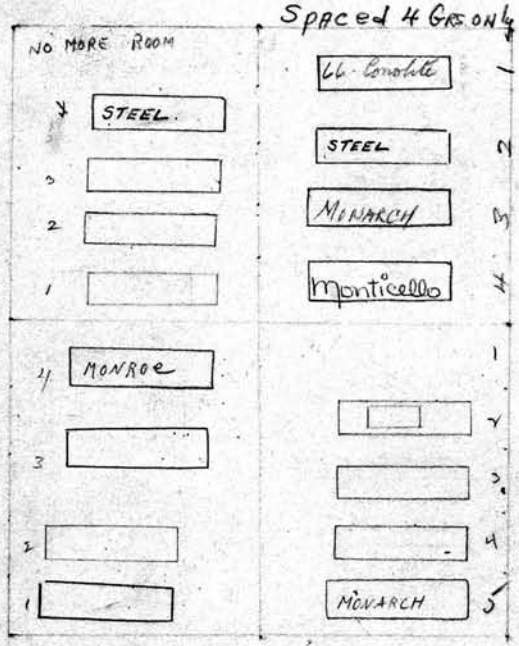 Spaced 4 GRS. ONLY
NO MORE ROOM
4 STEEL.
3
2
1
LL-Conolite 1
STEEL 2
MONARCH 3
Monticello 4
4 MONROE
3
2
1
1
2
3
4
MONARCH 5